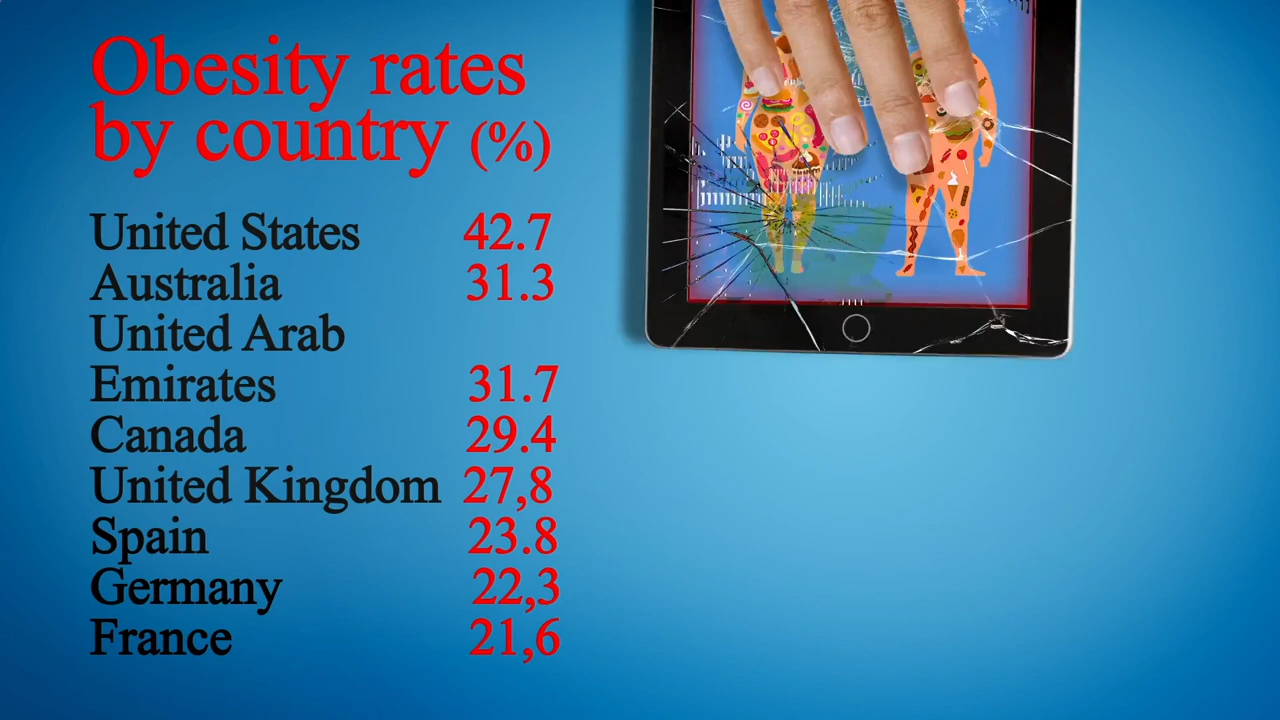 Obesity rates
by country (%)
United States 42.7
Australia 31.3
United Arab
Emirates 31.7
Canada 29.4
United Kingdom 27,8
Spain 23.8
Germany 22,3
France 21,6